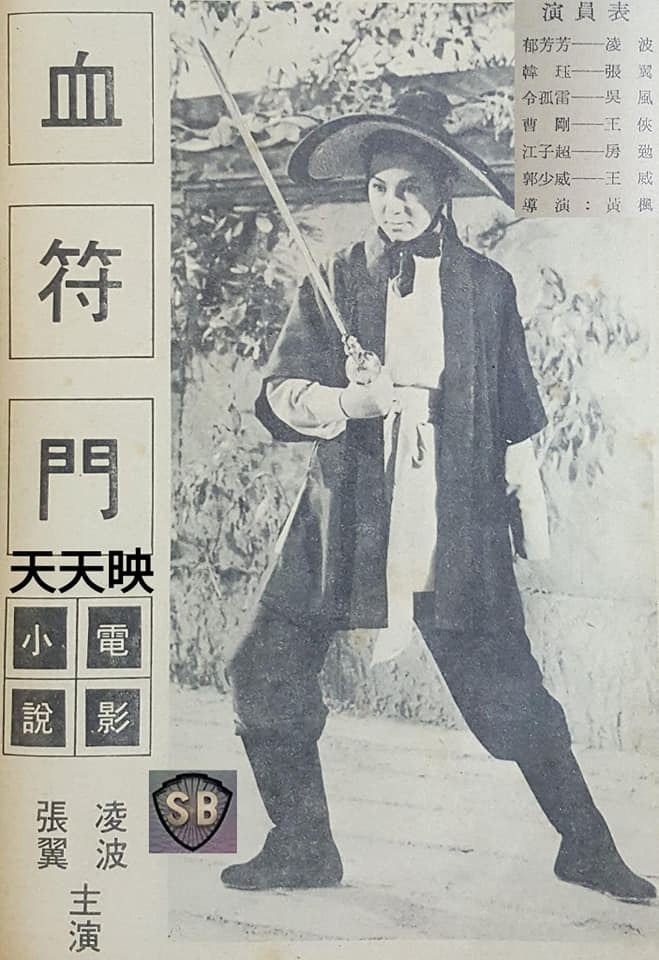 血
符
門
天天映
電影
小說
凌波
張翼
主演
SB
演員表
郁芳芳——凌波
韓珏——張翼
令孤雷——吳風
曹剛——王俠
江子超——房勉
郭少威——王威
導演：黃楓